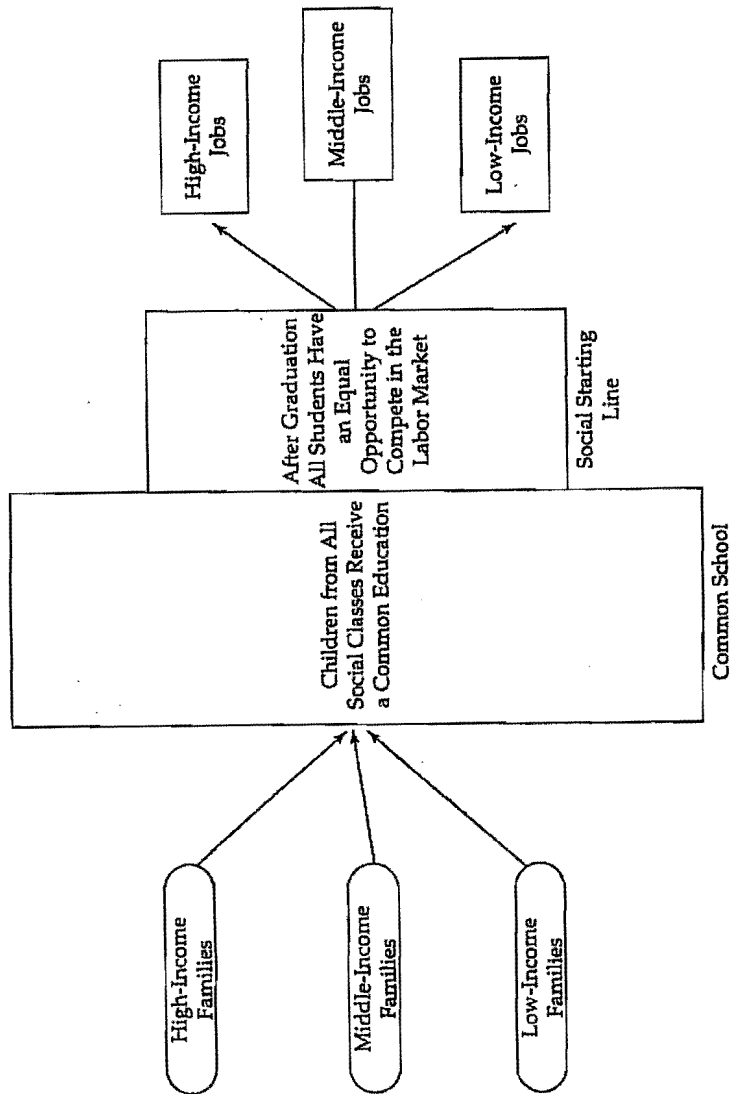 High-Income
Families
Middle-Income
Families
Low-Income
Families
Children from All
Social Classes Receive
a Common Education
Common School
After Graduation
All Students Have
an Equal
Opportunity to
Compete in the
Labor Market
Social Starting
Line
High-Income
Jobs
Middle-Income
Jobs
Low-Income
Jobs